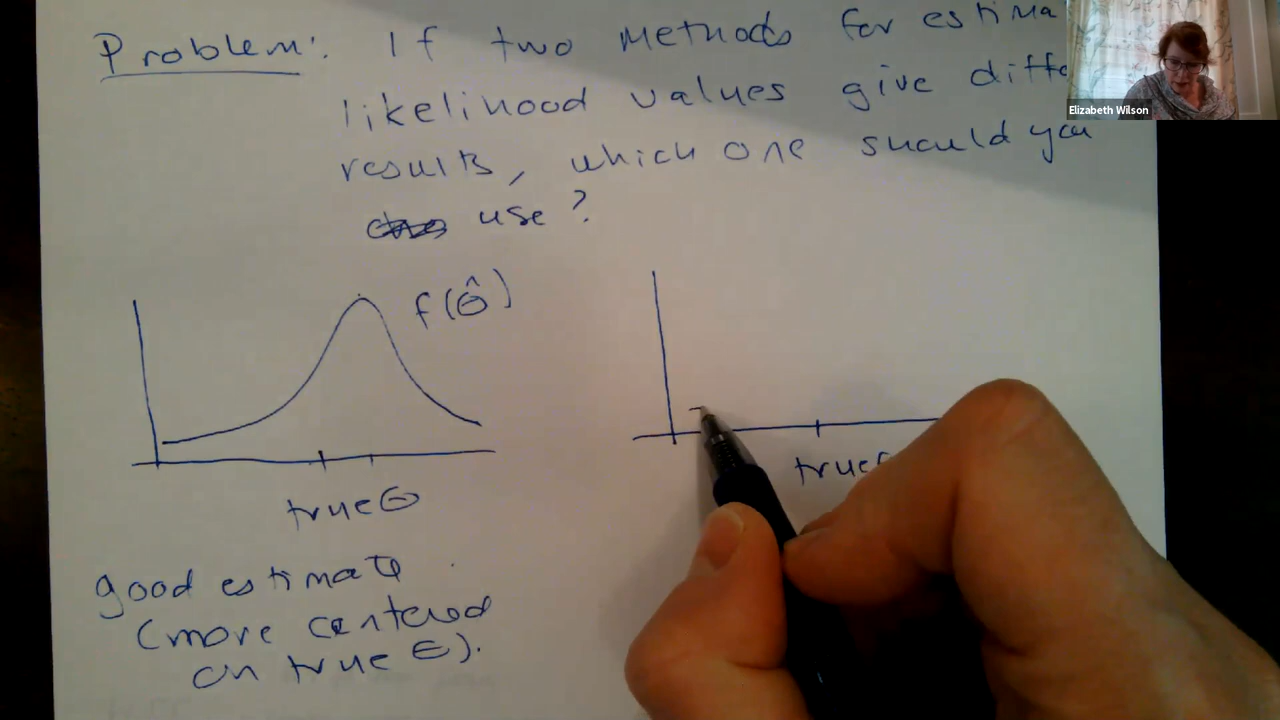 Problem: If two methods for estima
likelihood values give diffe
results, which one should you
use?
f(θ̂)
true θ
true
good estimate
(more centered
on true θ).
Elizabeth Wilson